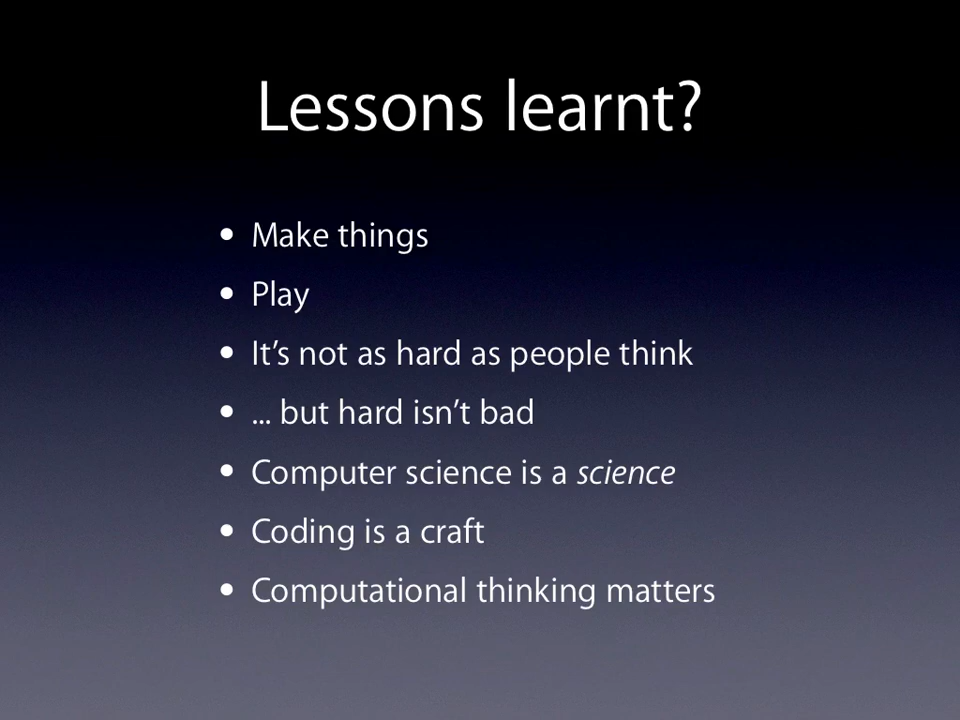 Lessons learnt?
• Make things
• Play
• It’s not as hard as people think
• ... but hard isn’t bad
• Computer science is a science
• Coding is a craft
• Computational thinking matters